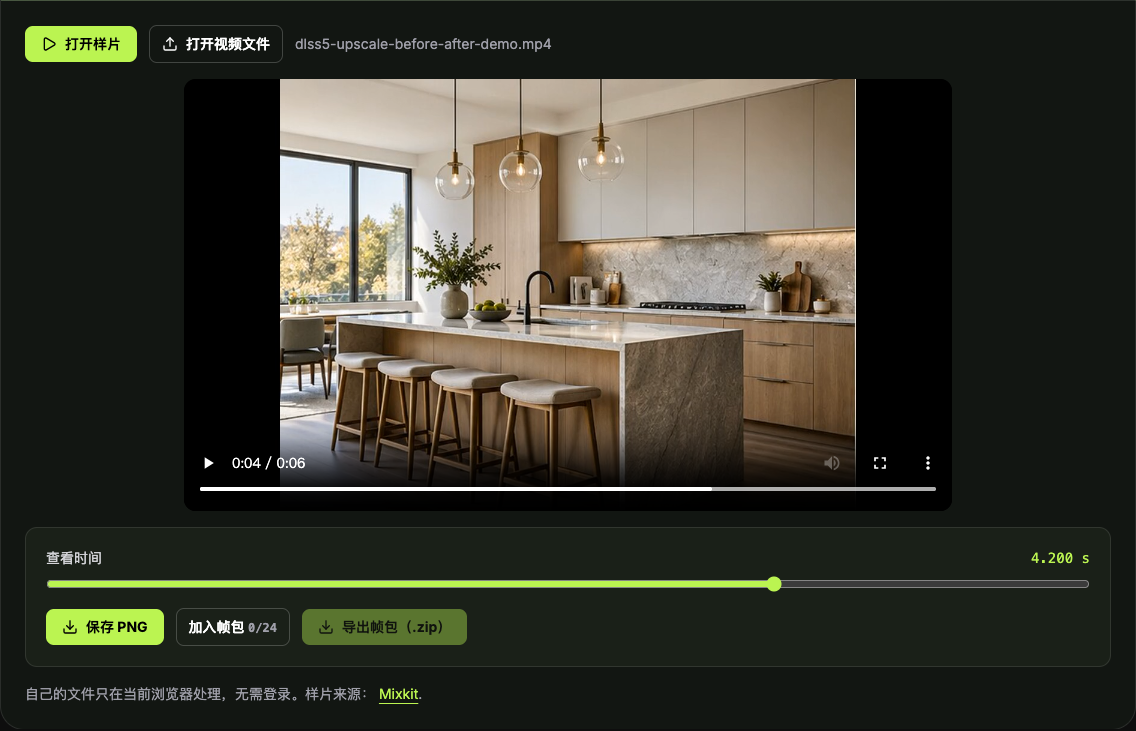 打开样片 打开视频文件 dlss5-upscale-before-after-demo.mp4
0:04 / 0:06
查看时间 4.200 s
保存 PNG 加入帧包 0/24 导出帧包（.zip）
自己的文件只在当前浏览器处理，无需登录。样片来源： Mixkit.